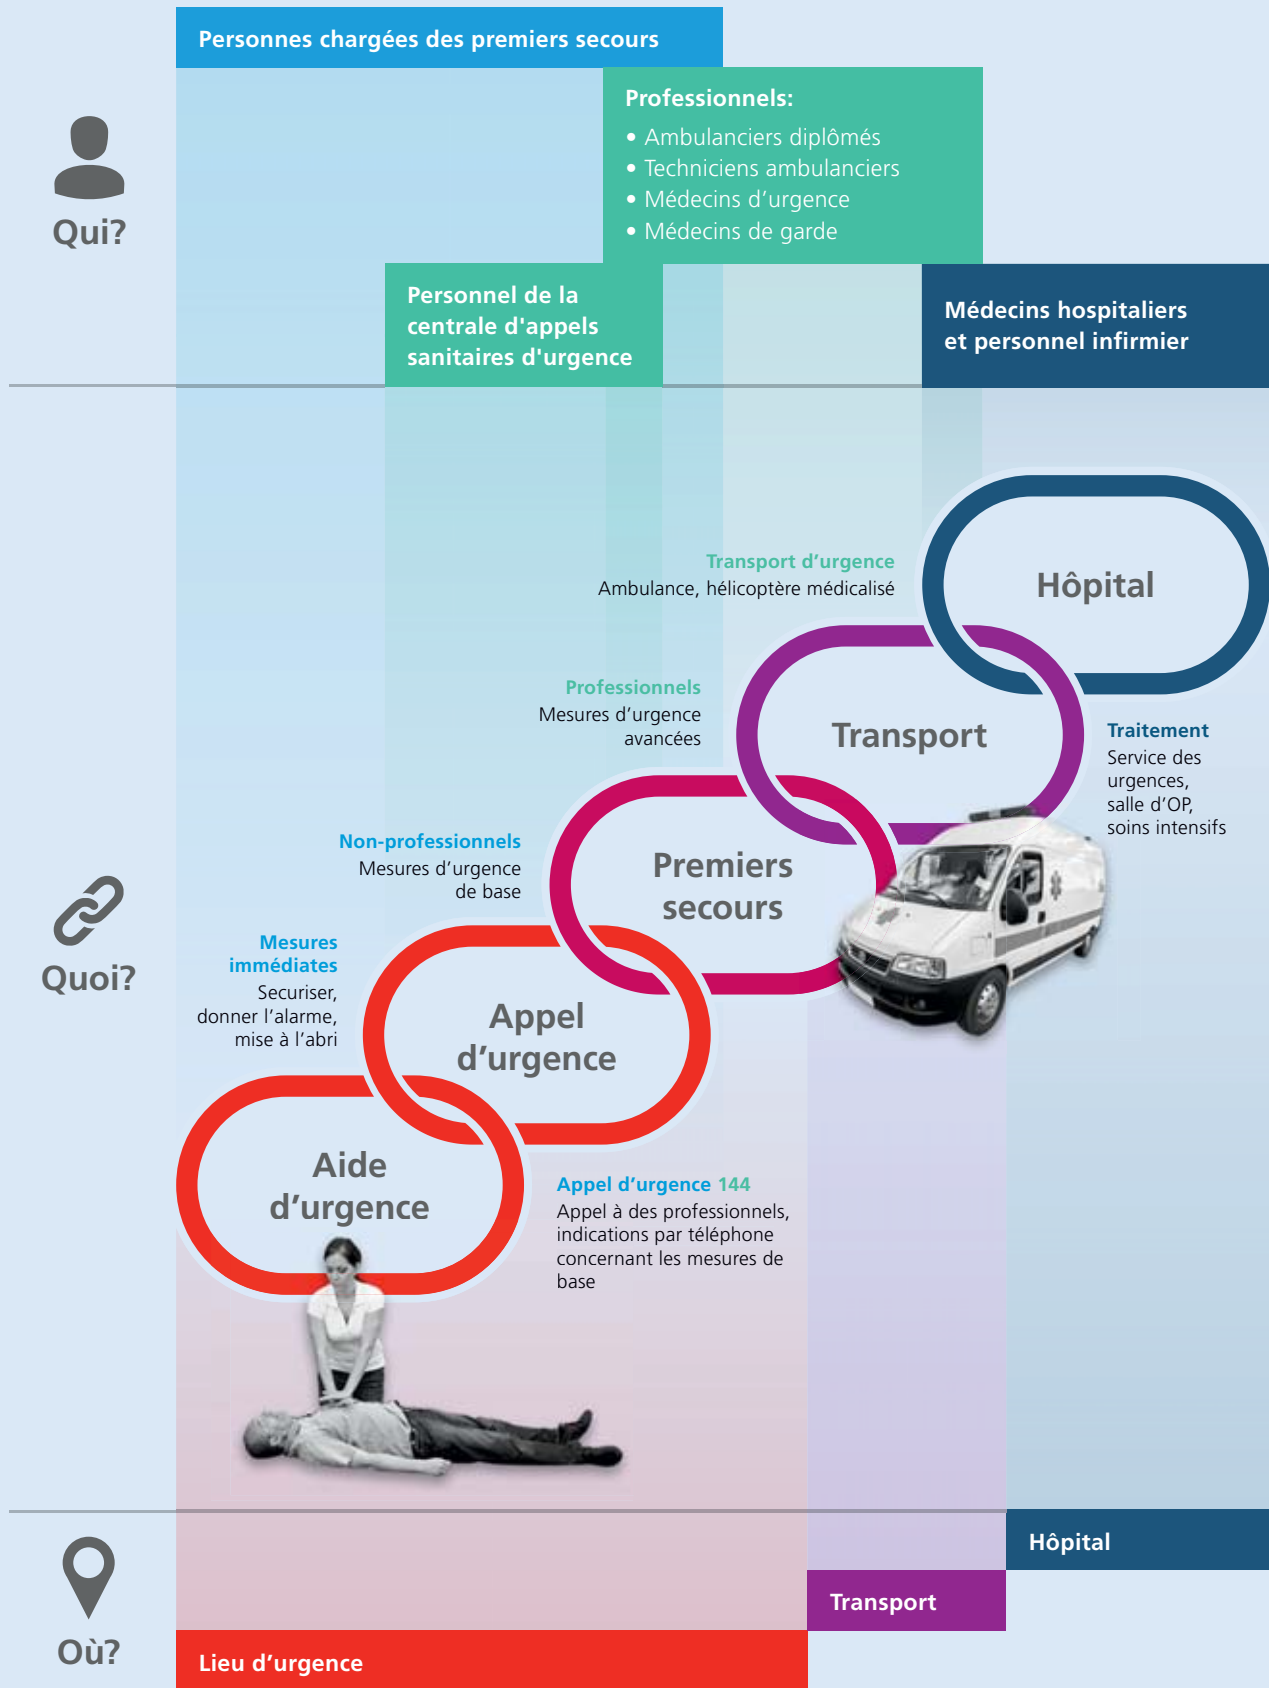 Personnes chargées des premiers secours
Professionnels:
• Ambulanciers diplômés
• Techniciens ambulanciers
• Médecins d'urgence
• Médecins de garde
Qui?
Personnel de la
centrale d'appels
sanitaires d'urgence
Médecins hospitaliers
et personnel infirmier
Transport d'urgence
Ambulance, hélicoptère médicalisé
Hôpital
Professionnels
Mesures d'urgence
avancées
Transport
Traitement
Service des
urgences,
salle d'OP,
soins intensifs
Non-professionnels
Mesures d'urgence
de base
Premiers
secours
Quoi?
Mesures
immédiates
Securiser,
donner l'alarme,
mise à l'abri
Appel
d'urgence
Aide
d'urgence
Appel d'urgence 144
Appel à des professionnels,
indications par téléphone
concernant les mesures de
base
Hôpital
Transport
Où?
Lieu d'urgence